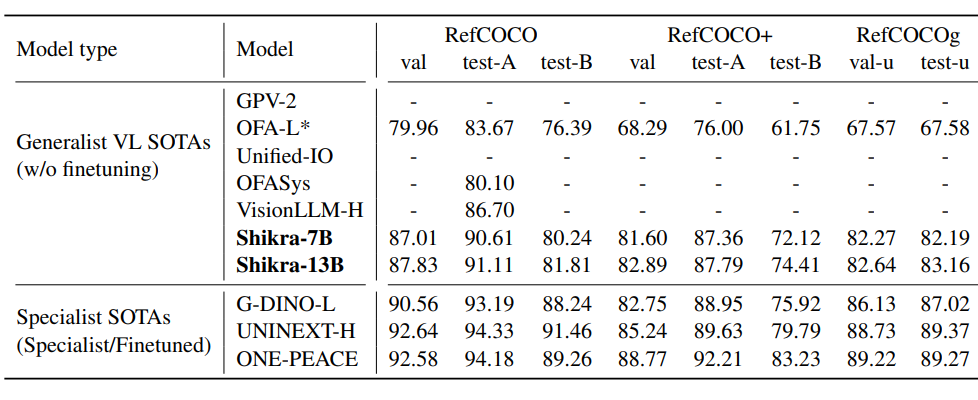 Model type Model RefCOCO RefCOCO+ RefCOCOg
val test-A test-B val test-A test-B val-u test-u
Generalist VL SOTAs
(w/o finetuning)
GPV-2 - - - - - - - -
OFA-L* 79.96 83.67 76.39 68.29 76.00 61.75 67.57 67.58
Unified-IO - - - - - - - -
OFASys - 80.10 - - - - - -
VisionLLM-H - 86.70 - - - - - -
Shikra-7B 87.01 90.61 80.24 81.60 87.36 72.12 82.27 82.19
Shikra-13B 87.83 91.11 81.81 82.89 87.79 74.41 82.64 83.16
Specialist SOTAs
(Specialist/Finetuned)
G-DINO-L 90.56 93.19 88.24 82.75 88.95 75.92 86.13 87.02
UNINEXT-H 92.64 94.33 91.46 85.24 89.63 79.79 88.73 89.37
ONE-PEACE 92.58 94.18 89.26 88.77 92.21 83.23 89.22 89.27